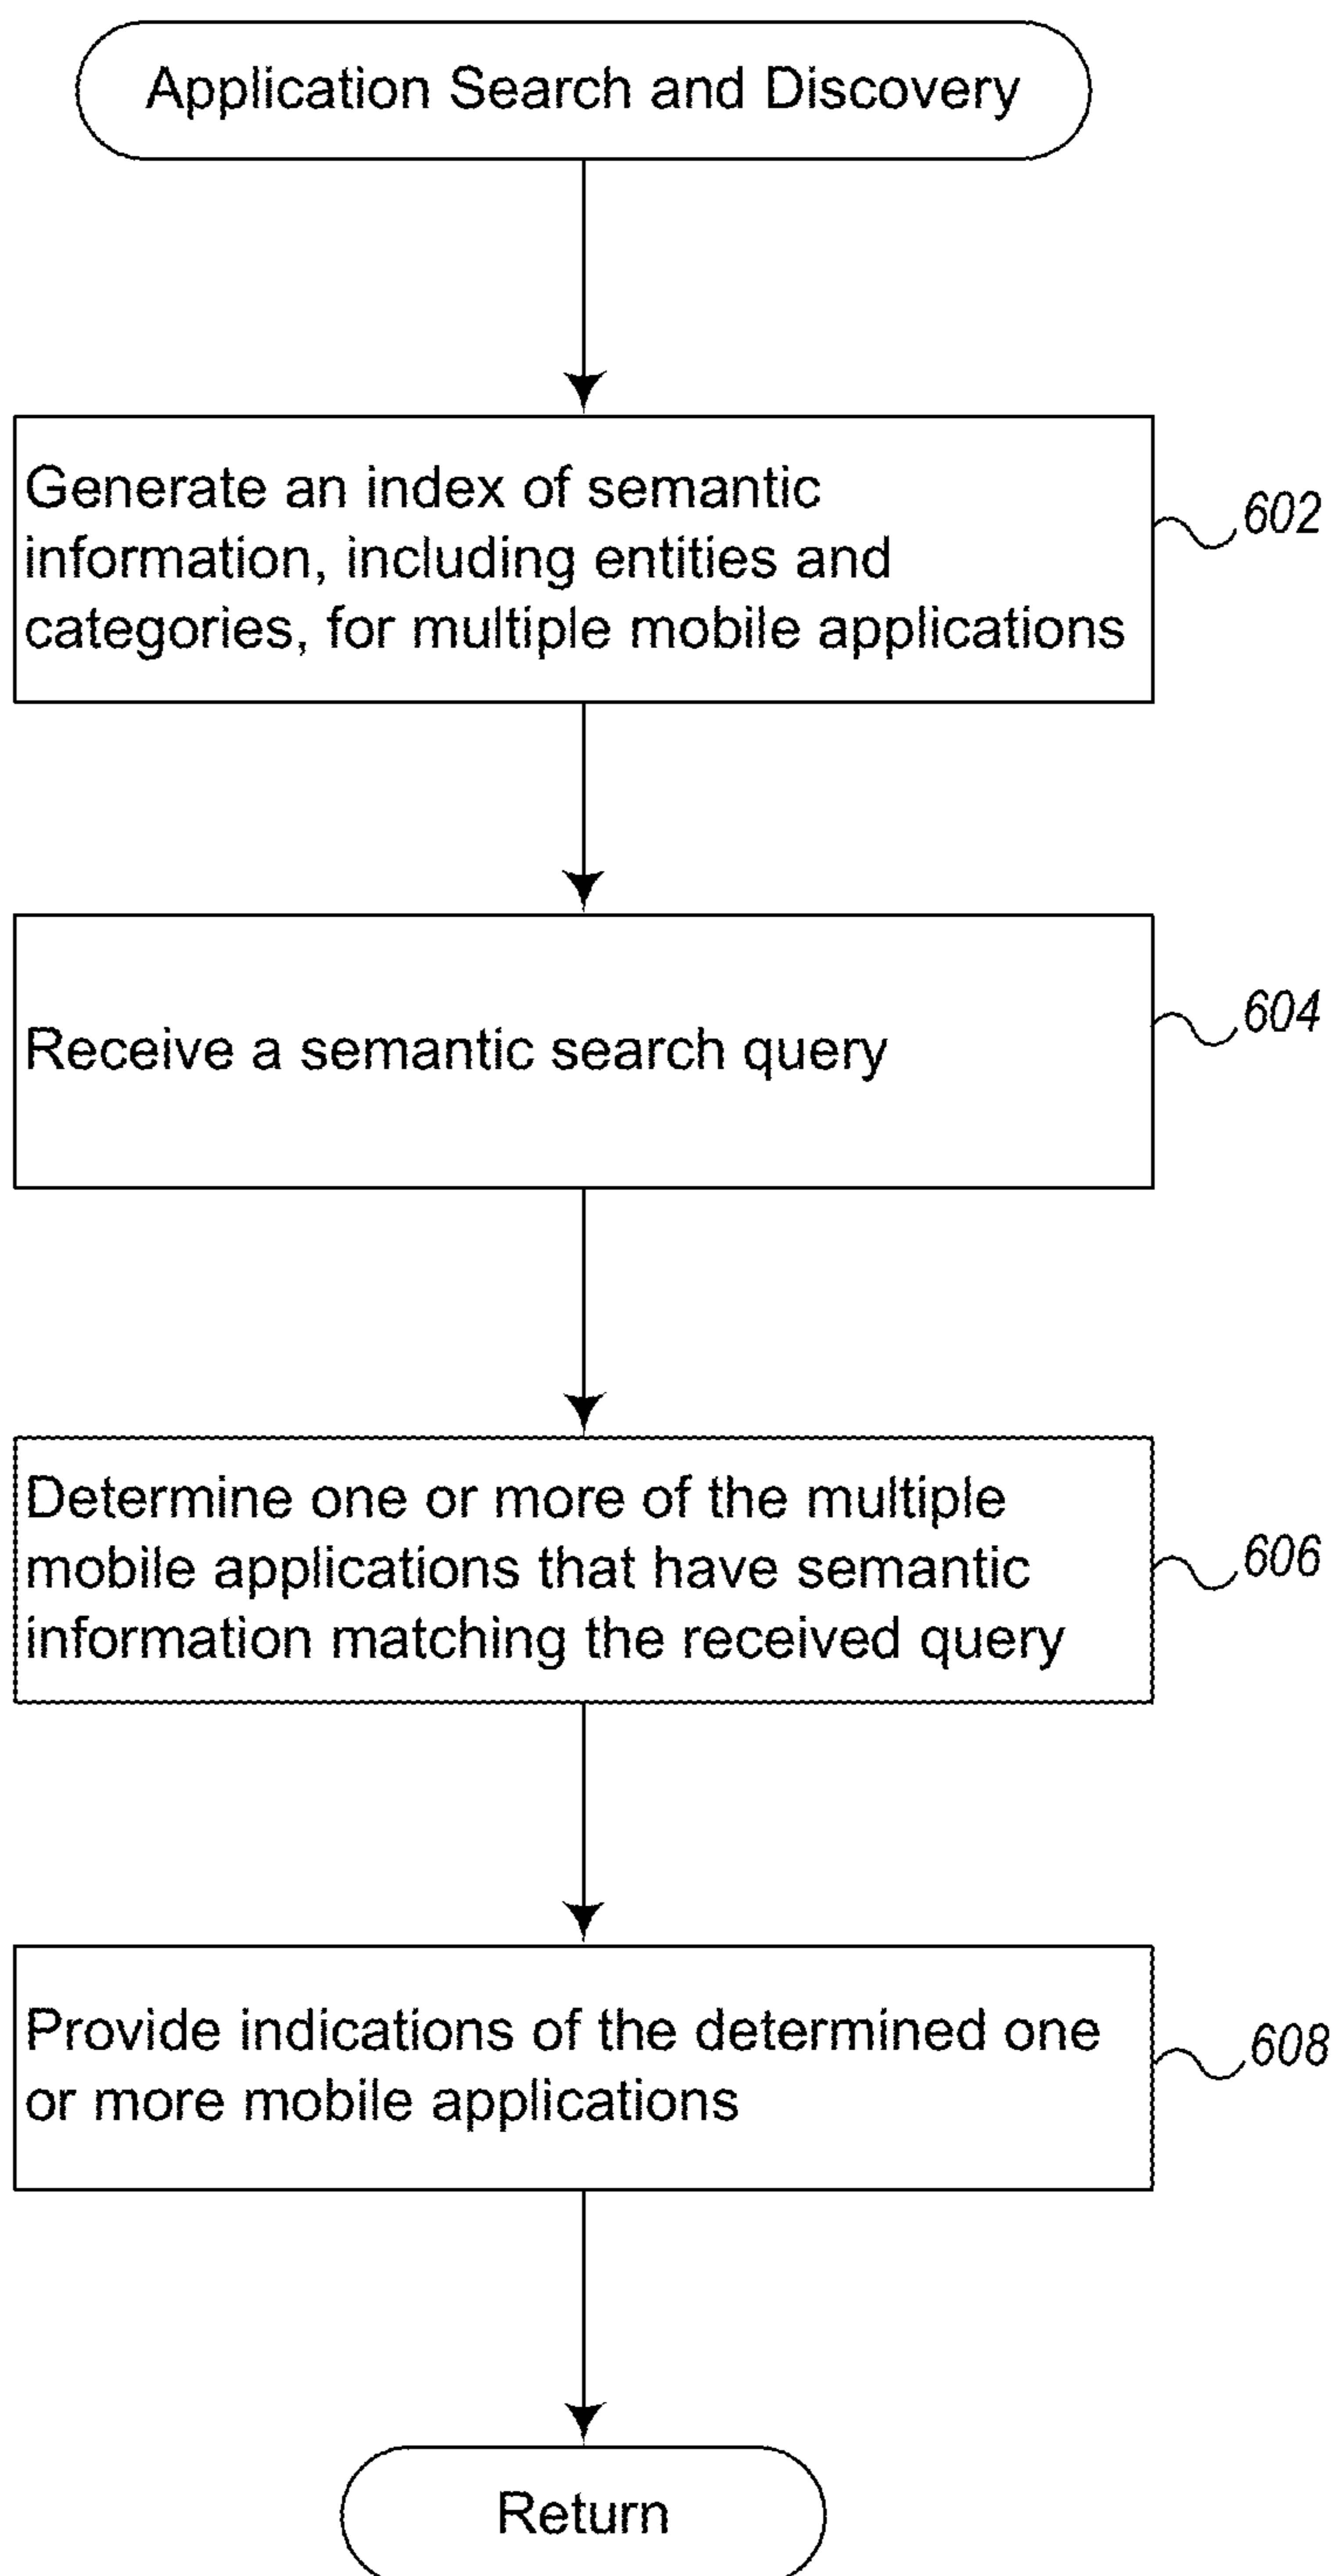 Application Search and Discovery
Generate an index of semantic
information, including entities and
categories, for multiple mobile applications
602
Receive a semantic search query
604
Determine one or more of the multiple
mobile applications that have semantic
information matching the received query
606
Provide indications of the determined one
or more mobile applications
608
Return